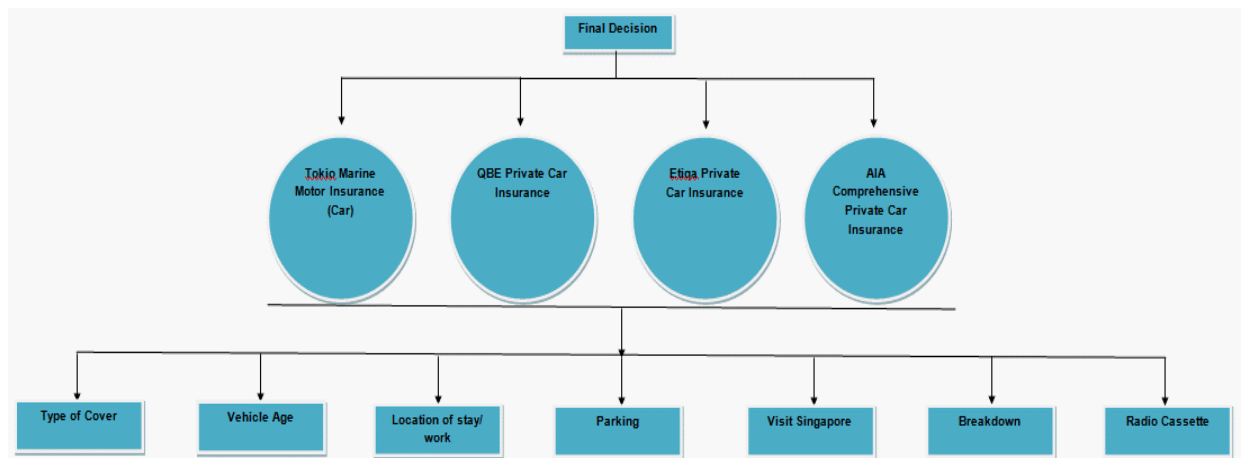 Final Decision
Tokio Marine
Motor Insurance
(Car)
QBE Private Car
Insurance
Etiqa Private
Car Insurance
AIA
Comprehensive
Private Car
Insurance
Type of Cover
Vehicle Age
Location of stay/
work
Parking
Visit Singapore
Breakdown
Radio Cassette